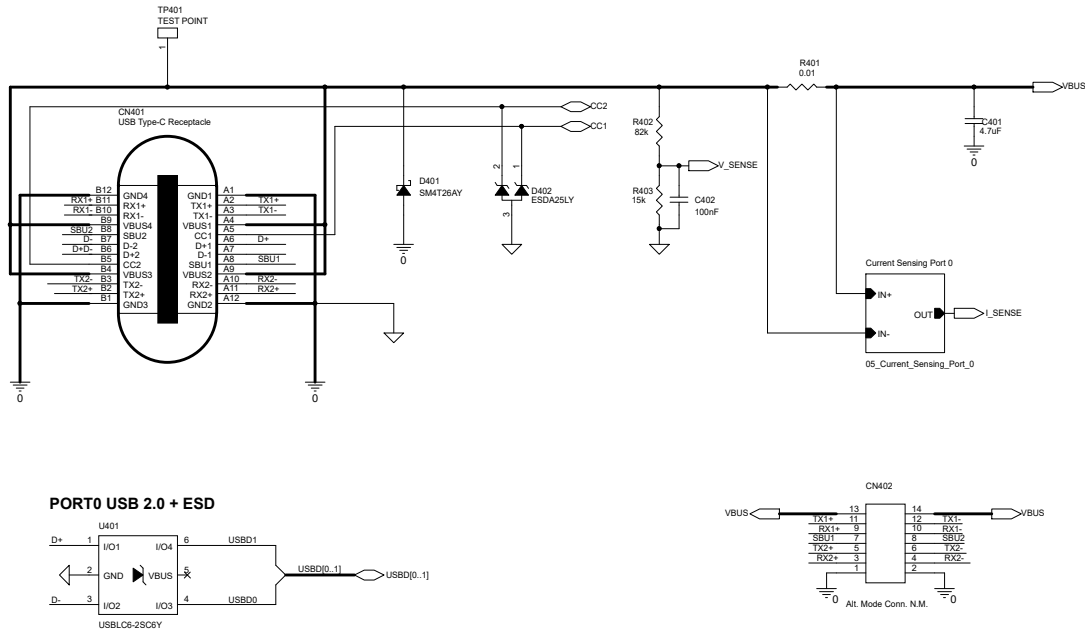 TP401
TEST POINT
1
R401
0.01
VBUS
CN401
USB Type-C Receptacle
CC2
CC1
R402
82k
C401
4.7uF
0
V_SENSE
D401
SM4T26AY
2
1
3
D402
ESDA25LY
R403
15k
C402
100nF
0
B12 GND4 GND1 A1
RX1+ B11 RX1+ TX1+ A2 TX1+
RX1- B10 RX1- TX1- A3 TX1-
B9 VBUS4 VBUS1 A4
SBU2 B8 SBU2 CC1 A5
D- B7 D-2 D+1 A6 D+
D+D- B6 D+2 D-1 A7
B5 CC2 SBU1 A8 SBU1
B4 VBUS3 VBUS2 A9
TX2- B3 TX2- RX2- A10 RX2-
TX2+ B2 TX2+ RX2+ A11 RX2+
B1 GND3 GND2 A12
0
0
Current Sensing Port 0
IN+
OUT
I_SENSE
IN-
05_Current_Sensing_Port_0
PORT0 USB 2.0 + ESD
U401
D+ 1 I/O1 I/O4 6 USBD1
2 GND VBUS 5
USBD[0..1] USBD[0..1]
D- 3 I/O2 I/O3 4 USBD0
USBLC6-2SC6Y
CN402
VBUS 13 14 VBUS
TX1+ 11 12 TX1-
RX1+ 9 10 RX1-
SBU1 7 8 SBU2
TX2+ 5 6 TX2-
RX2+ 3 4 RX2-
1 2
0 0
Alt. Mode Conn. N.M.